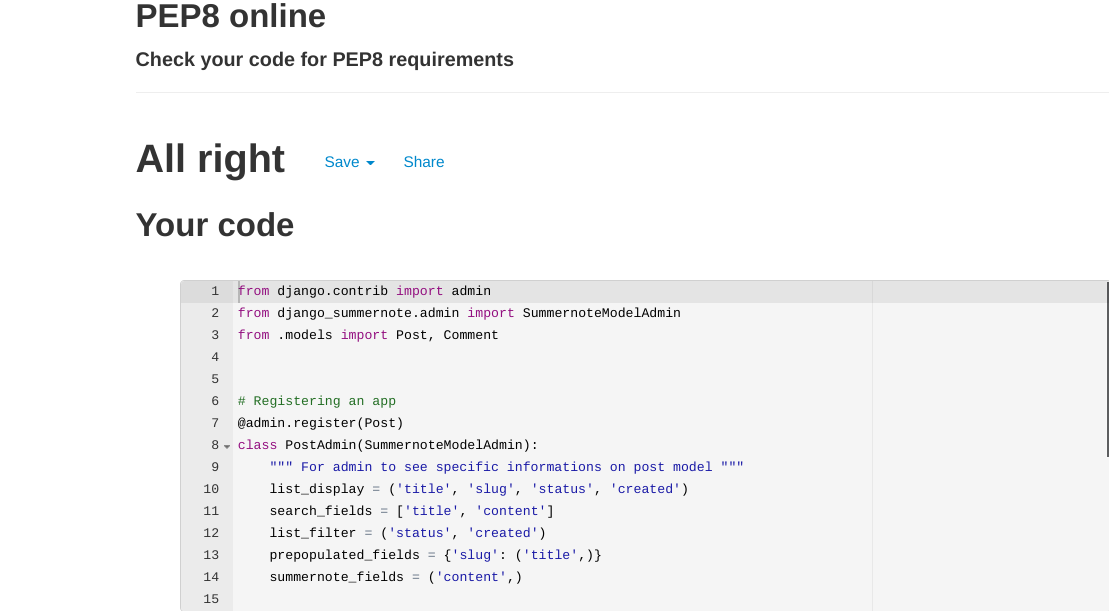 PEP8 online
Check your code for PEP8 requirements
All right Save Share
Your code
1 from django.contrib import admin
2 from django_summernote.admin import SummernoteModelAdmin
3 from .models import Post, Comment
4
5
6 # Registering an app
7 @admin.register(Post)
8 class PostAdmin(SummernoteModelAdmin):
9     """ For admin to see specific informations on post model """
10     list_display = ('title', 'slug', 'status', 'created')
11     search_fields = ['title', 'content']
12     list_filter = ('status', 'created')
13     prepopulated_fields = {'slug': ('title',)}
14     summernote_fields = ('content',)
15